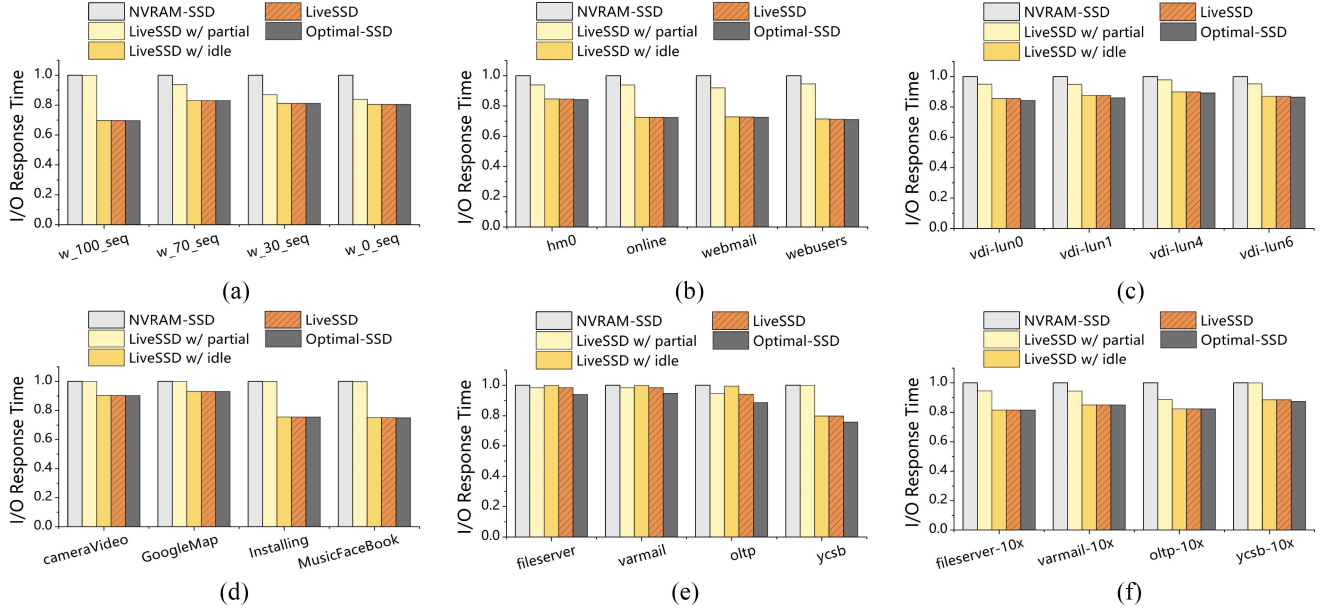 NVRAM-SSD
LiveSSD w/ partial
LiveSSD w/ idle
LiveSSD
Optimal-SSD
I/O Response Time
1.0
0.8
0.6
0.4
0.2
0.0
w_100_seq
w_70_seq
w_30_seq
w_0_seq
(a)
NVRAM-SSD
LiveSSD w/ partial
LiveSSD w/ idle
LiveSSD
Optimal-SSD
I/O Response Time
1.0
0.8
0.6
0.4
0.2
0.0
hm0
online
webmail
webusers
(b)
NVRAM-SSD
LiveSSD w/ partial
LiveSSD w/ idle
LiveSSD
Optimal-SSD
I/O Response Time
1.0
0.8
0.6
0.4
0.2
0.0
vdi-lun0
vdi-lun1
vdi-lun4
vdi-lun6
(c)
NVRAM-SSD
LiveSSD w/ partial
LiveSSD w/ idle
LiveSSD
Optimal-SSD
I/O Response Time
1.0
0.8
0.6
0.4
0.2
0.0
cameraVideo
GoogleMap
Installing
MusicFaceBook
(d)
NVRAM-SSD
LiveSSD w/ partial
LiveSSD w/ idle
LiveSSD
Optimal-SSD
I/O Response Time
1.0
0.8
0.6
0.4
0.2
0.0
fileserver
varmail
oltp
ycsb
(e)
NVRAM-SSD
LiveSSD w/ partial
LiveSSD w/ idle
LiveSSD
Optimal-SSD
I/O Response Time
1.0
0.8
0.6
0.4
0.2
0.0
fileserver-10x
varmail-10x
oltp-10x
ycsb-10x
(f)